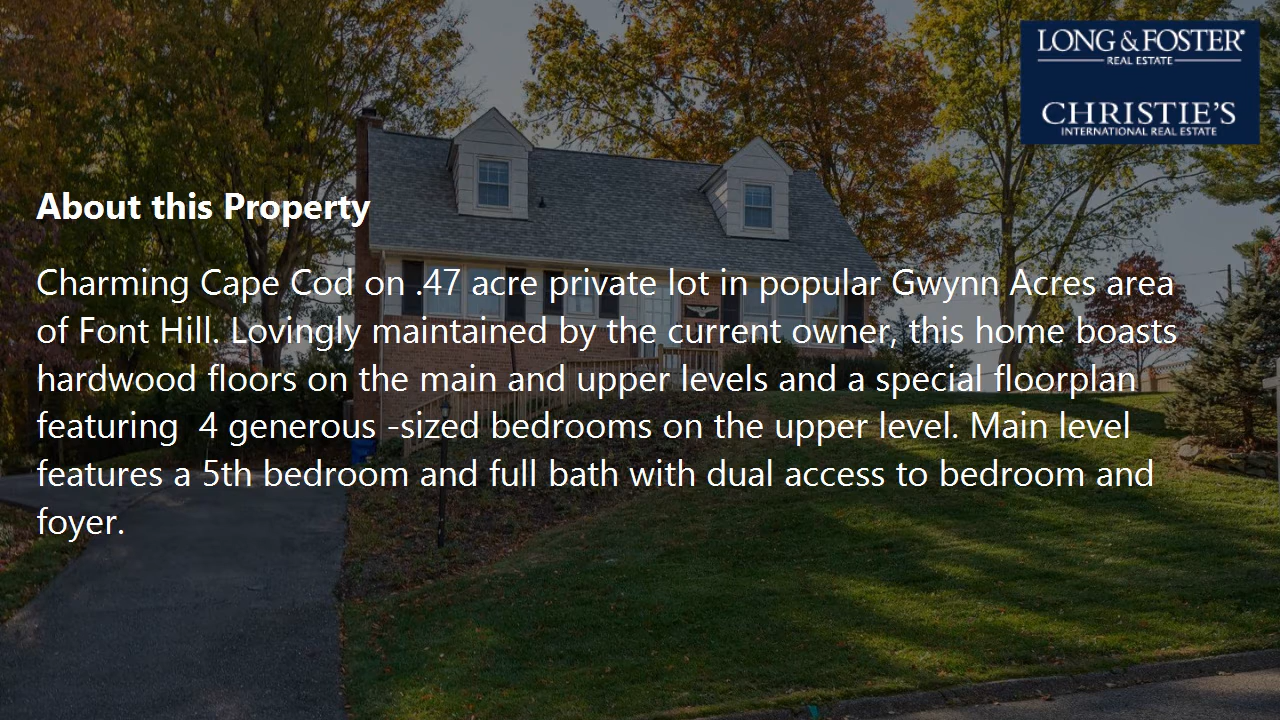 LONG & FOSTER®
REAL ESTATE
CHRISTIE'S
INTERNATIONAL REAL ESTATE
About this Property
Charming Cape Cod on .47 acre private lot in popular Gwynn Acres area
of Font Hill. Lovingly maintained by the current owner, this home boasts
hardwood floors on the main and upper levels and a special floorplan
featuring  4 generous -sized bedrooms on the upper level. Main level
features a 5th bedroom and full bath with dual access to bedroom and
foyer.